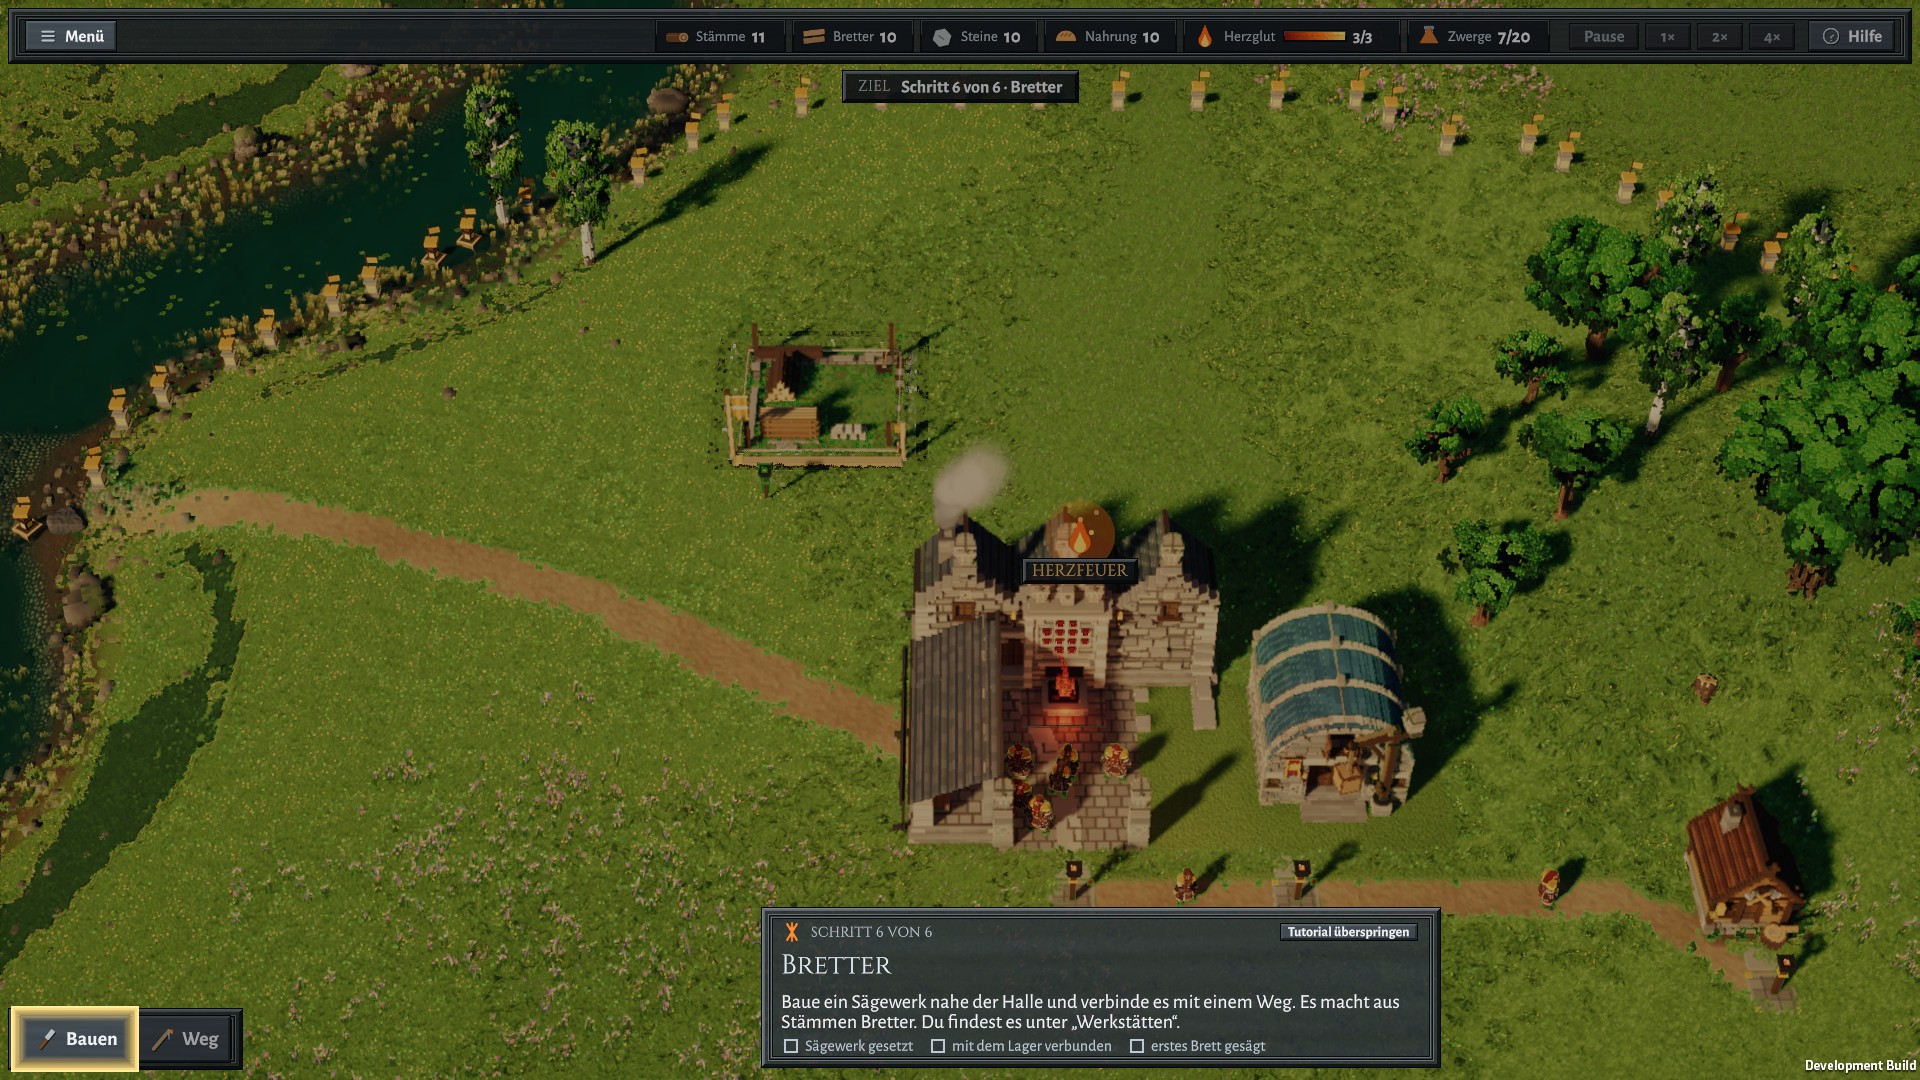 Menü
Stämme 11
Bretter 10
Steine 10
Nahrung 10
Herzglut 3/3
Zwerge 7/20
Pause
1×
2×
4×
Hilfe
ZIEL Schritt 6 von 6 · Bretter
HERZFEUER
SCHRITT 6 VON 6
Tutorial überspringen
BRETTER
Baue ein Sägewerk nahe der Halle und verbinde es mit einem Weg. Es macht aus
Stämmen Bretter. Du findest es unter „Werkstätten“.
Sägewerk gesetzt
mit dem Lager verbunden
erstes Brett gesägt
Bauen
Weg
Development Build